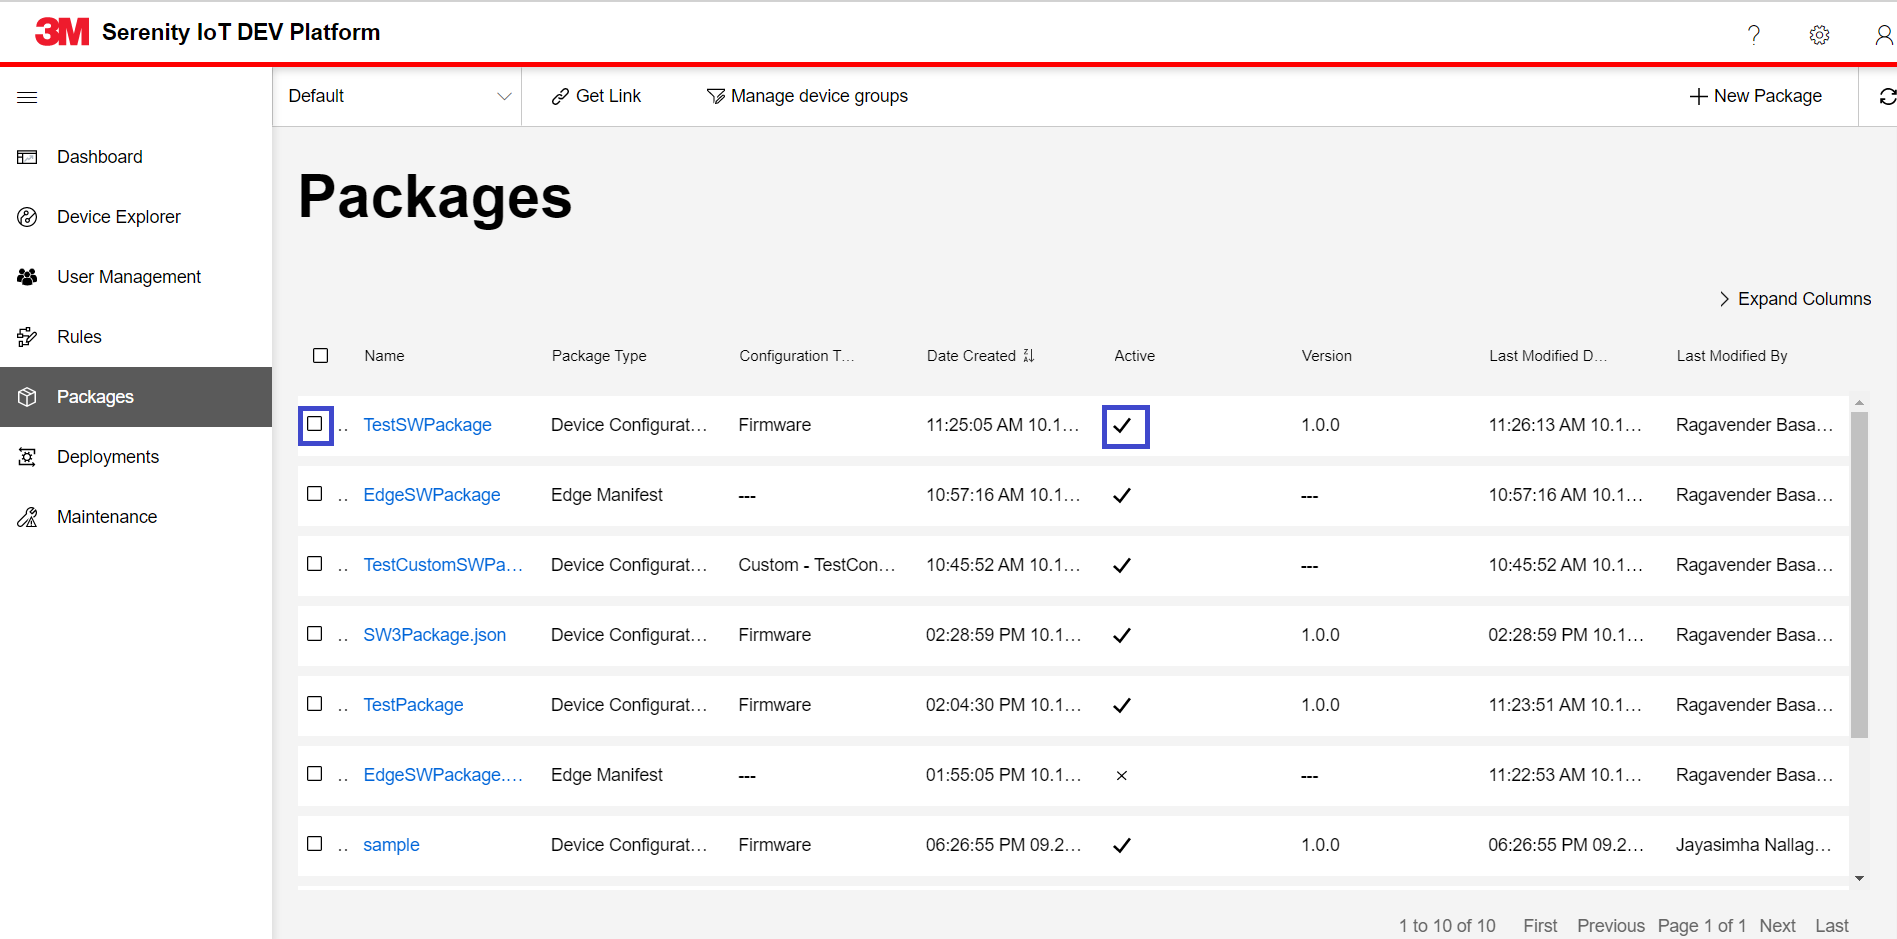 3M Serenity IoT DEV Platform
?
Default Get Link Manage device groups New Package
Dashboard
Device Explorer
User Management
Rules
Packages
Deployments
Maintenance
Packages
Expand Columns
Name Package Type Configuration T... Date Created Active Version Last Modified D... Last Modified By
.. TestSWPackage Device Configurat... Firmware 11:25:05 AM 10.1... 1.0.0 11:26:13 AM 10.1... Ragavender Basa...
.. EdgeSWPackage Edge Manifest --- 10:57:16 AM 10.1... --- 10:57:16 AM 10.1... Ragavender Basa...
.. TestCustomSWPa... Device Configurat... Custom - TestCon... 10:45:52 AM 10.1... --- 10:45:52 AM 10.1... Ragavender Basa...
.. SW3Package.json Device Configurat... Firmware 02:28:59 PM 10.1... 1.0.0 02:28:59 PM 10.1... Ragavender Basa...
.. TestPackage Device Configurat... Firmware 02:04:30 PM 10.1... 1.0.0 11:23:51 AM 10.1... Ragavender Basa...
.. EdgeSWPackage.... Edge Manifest --- 01:55:05 PM 10.1... --- 11:22:53 AM 10.1... Ragavender Basa...
.. sample Device Configurat... Firmware 06:26:55 PM 09.2... 1.0.0 06:26:55 PM 09.2... Jayasimha Nallag...
1 to 10 of 10 First Previous Page 1 of 1 Next Last